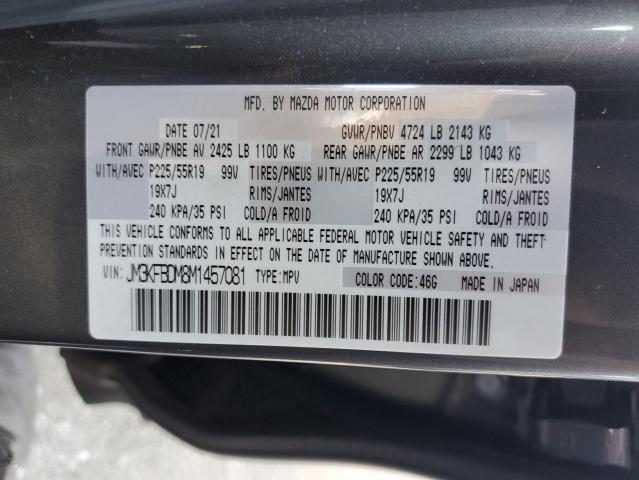 MFD. BY MAZDA MOTOR CORPORATION
DATE 07/21 GVWR/PNBV 4724 LB 2143 KG
FRONT GAWR/PNBE AV 2425 LB 1100 KG REAR GAWR/PNBE AR 2299 LB 1043 KG
WITH/AVEC P225/55R19 99V TIRES/PNEUS WITH/AVEC P225/55R19 99V TIRES/PNEUS
19X7J RIMS/JANTES 19X7J RIMS/JANTES
240 KPA/35 PSI COLD/A FROID 240 KPA/35 PSI COLD/A FROID
THIS VEHICLE CONFORMS TO ALL APPLICABLE FEDERAL MOTOR VEHICLE SAFETY AND THEFT-
PREVENTION STANDARDS IN EFFECT ON THE DATE OF MANUFACTURE SHOWN ABOVE.
VIN: JM3KFBDM8M1457081 TYPE:MPV COLOR CODE:46G MADE IN JAPAN